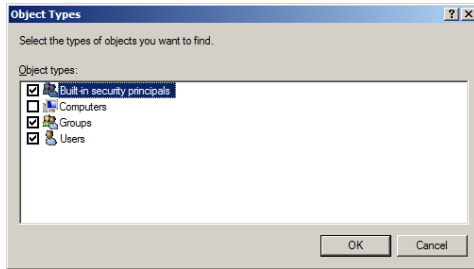 Object Types
Select the types of objects you want to find.
Object types:
Built-in security principals
Computers
Groups
Users
OK
Cancel